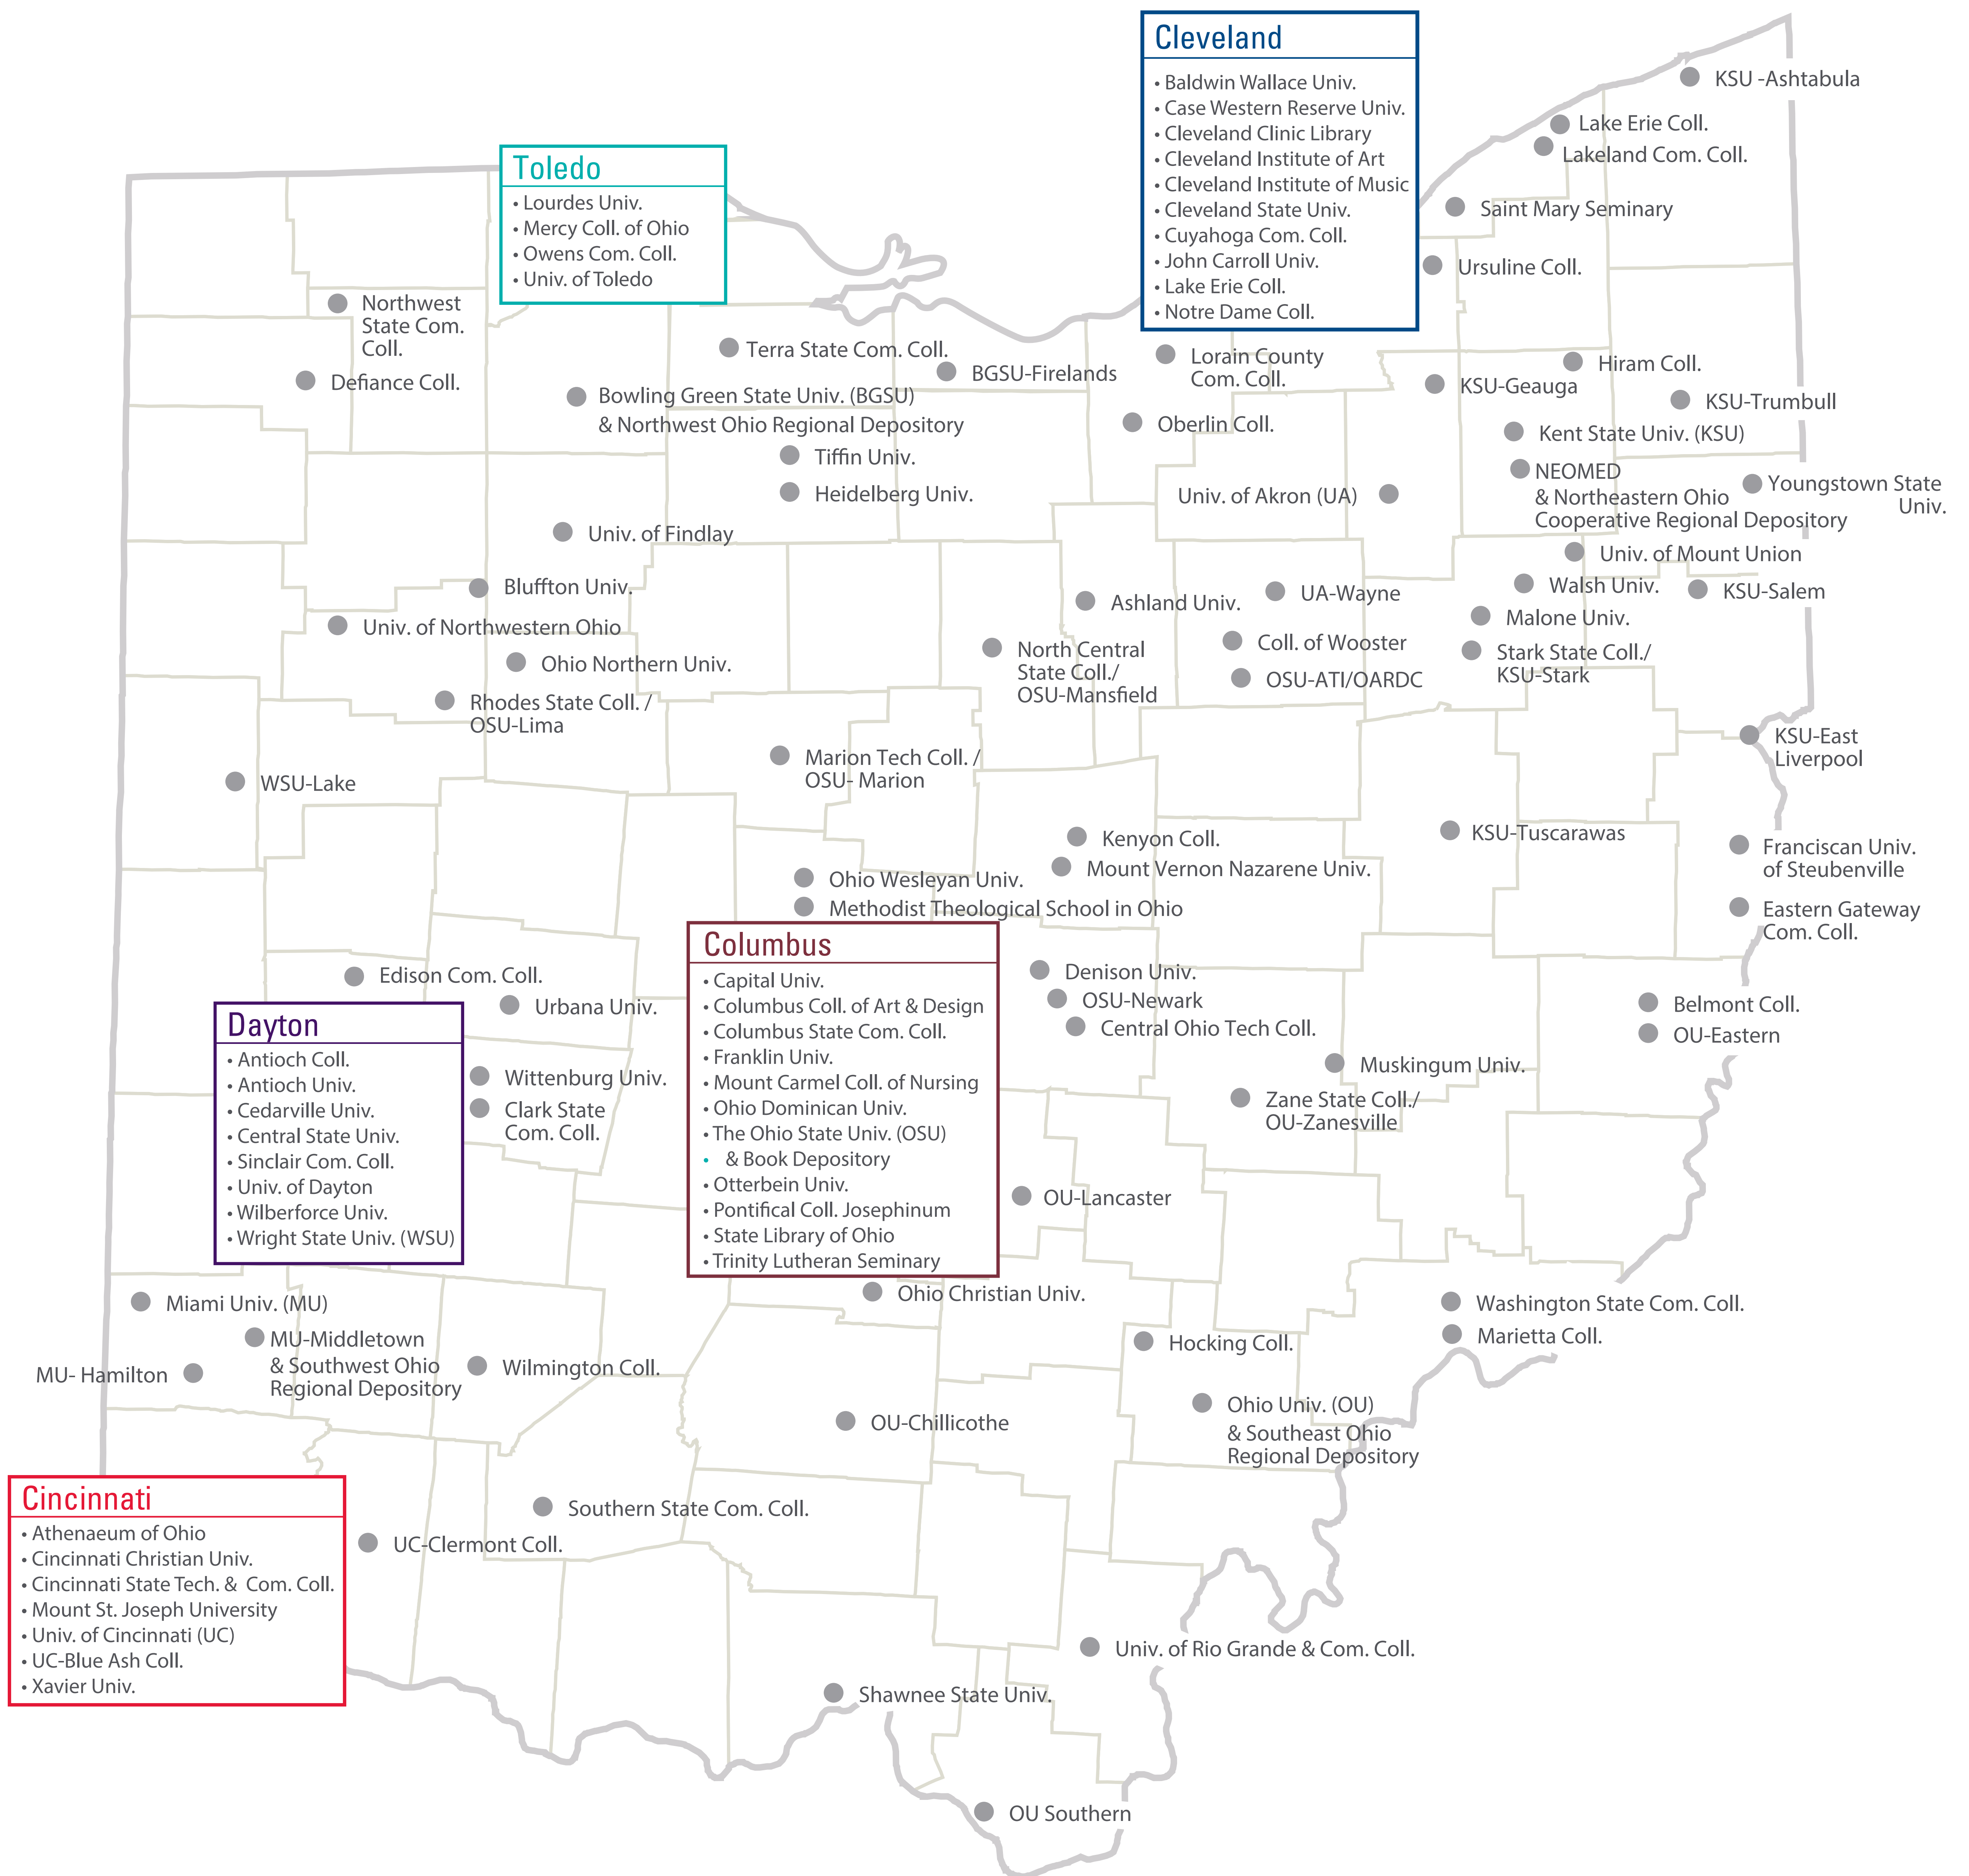 Cleveland
• Baldwin Wallace Univ.
• Case Western Reserve Univ.
• Cleveland Clinic Library
• Cleveland Institute of Art
• Cleveland Institute of Music
• Cleveland State Univ.
• Cuyahoga Com. Coll.
• John Carroll Univ.
• Lake Erie Coll.
• Notre Dame Coll.
KSU -Ashtabula
Lake Erie Coll.
Lakeland Com. Coll.
Saint Mary Seminary
Ursuline Coll.
Toledo
• Lourdes Univ.
• Mercy Coll. of Ohio
• Owens Com. Coll.
• Univ. of Toledo
Northwest
State Com.
Coll.
Defiance Coll.
Terra State Com. Coll.
BGSU-Firelands
Bowling Green State Univ. (BGSU)
& Northwest Ohio Regional Depository
Tiffin Univ.
Heidelberg Univ.
Univ. of Findlay
Lorain County
Com. Coll.
Oberlin Coll.
Hiram Coll.
KSU-Geauga
KSU-Trumbull
Kent State Univ. (KSU)
NEOMED
& Northeastern Ohio
Cooperative Regional Depository
Youngstown State
Univ.
Univ. of Akron (UA)
Univ. of Mount Union
Walsh Univ.
KSU-Salem
Malone Univ.
Stark State Coll./
KSU-Stark
Bluffton Univ.
Univ. of Northwestern Ohio
Ohio Northern Univ.
Rhodes State Coll. /
OSU-Lima
Ashland Univ.
UA-Wayne
Coll. of Wooster
OSU-ATI/OARDC
North Central
State Coll./
OSU-Mansfield
KSU-East
Liverpool
WSU-Lake
Marion Tech Coll. /
OSU- Marion
Kenyon Coll.
Mount Vernon Nazarene Univ.
KSU-Tuscarawas
Franciscan Univ.
of Steubenville
Eastern Gateway
Com. Coll.
Ohio Wesleyan Univ.
Methodist Theological School in Ohio
Columbus
• Capital Univ.
• Columbus Coll. of Art & Design
• Columbus State Com. Coll.
• Franklin Univ.
• Mount Carmel Coll. of Nursing
• Ohio Dominican Univ.
• The Ohio State Univ. (OSU)
• & Book Depository
• Otterbein Univ.
• Pontifical Coll. Josephinum
• State Library of Ohio
• Trinity Lutheran Seminary
Edison Com. Coll.
Urbana Univ.
Dayton
• Antioch Coll.
• Antioch Univ.
• Cedarville Univ.
• Central State Univ.
• Sinclair Com. Coll.
• Univ. of Dayton
• Wilberforce Univ.
• Wright State Univ. (WSU)
Wittenburg Univ.
Clark State
Com. Coll.
Denison Univ.
OSU-Newark
Central Ohio Tech Coll.
Belmont Coll.
OU-Eastern
Muskingum Univ.
Zane State Coll./
OU-Zanesville
OU-Lancaster
Miami Univ. (MU)
MU-Middletown
& Southwest Ohio
Regional Depository
MU- Hamilton
Wilmington Coll.
Ohio Christian Univ.
Hocking Coll.
Washington State Com. Coll.
Marietta Coll.
OU-Chillicothe
Ohio Univ. (OU)
& Southeast Ohio
Regional Depository
Cincinnati
• Athenaeum of Ohio
• Cincinnati Christian Univ.
• Cincinnati State Tech. & Com. Coll.
• Mount St. Joseph University
• Univ. of Cincinnati (UC)
• UC-Blue Ash Coll.
• Xavier Univ.
Southern State Com. Coll.
UC-Clermont Coll.
Univ. of Rio Grande & Com. Coll.
Shawnee State Univ.
OU Southern